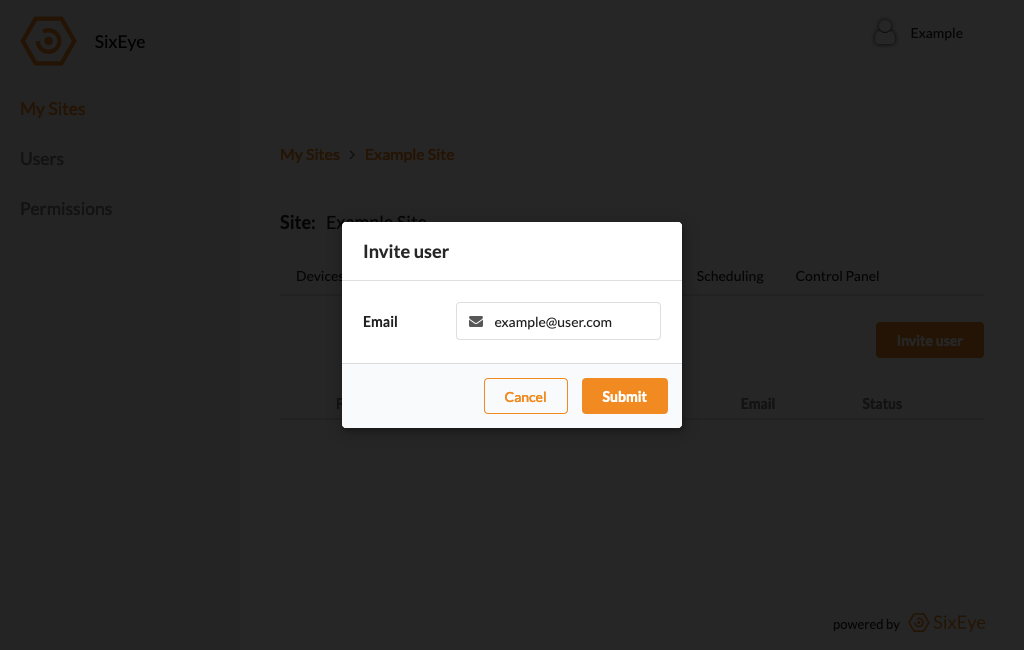 SixEye
Example
My Sites
Users
Permissions
My Sites > Example Site
Site: Example Site
Devices
Scheduling
Control Panel
Invite user
Email
example@user.com
Cancel
Submit
Invite user
Email
Status
powered by SixEye